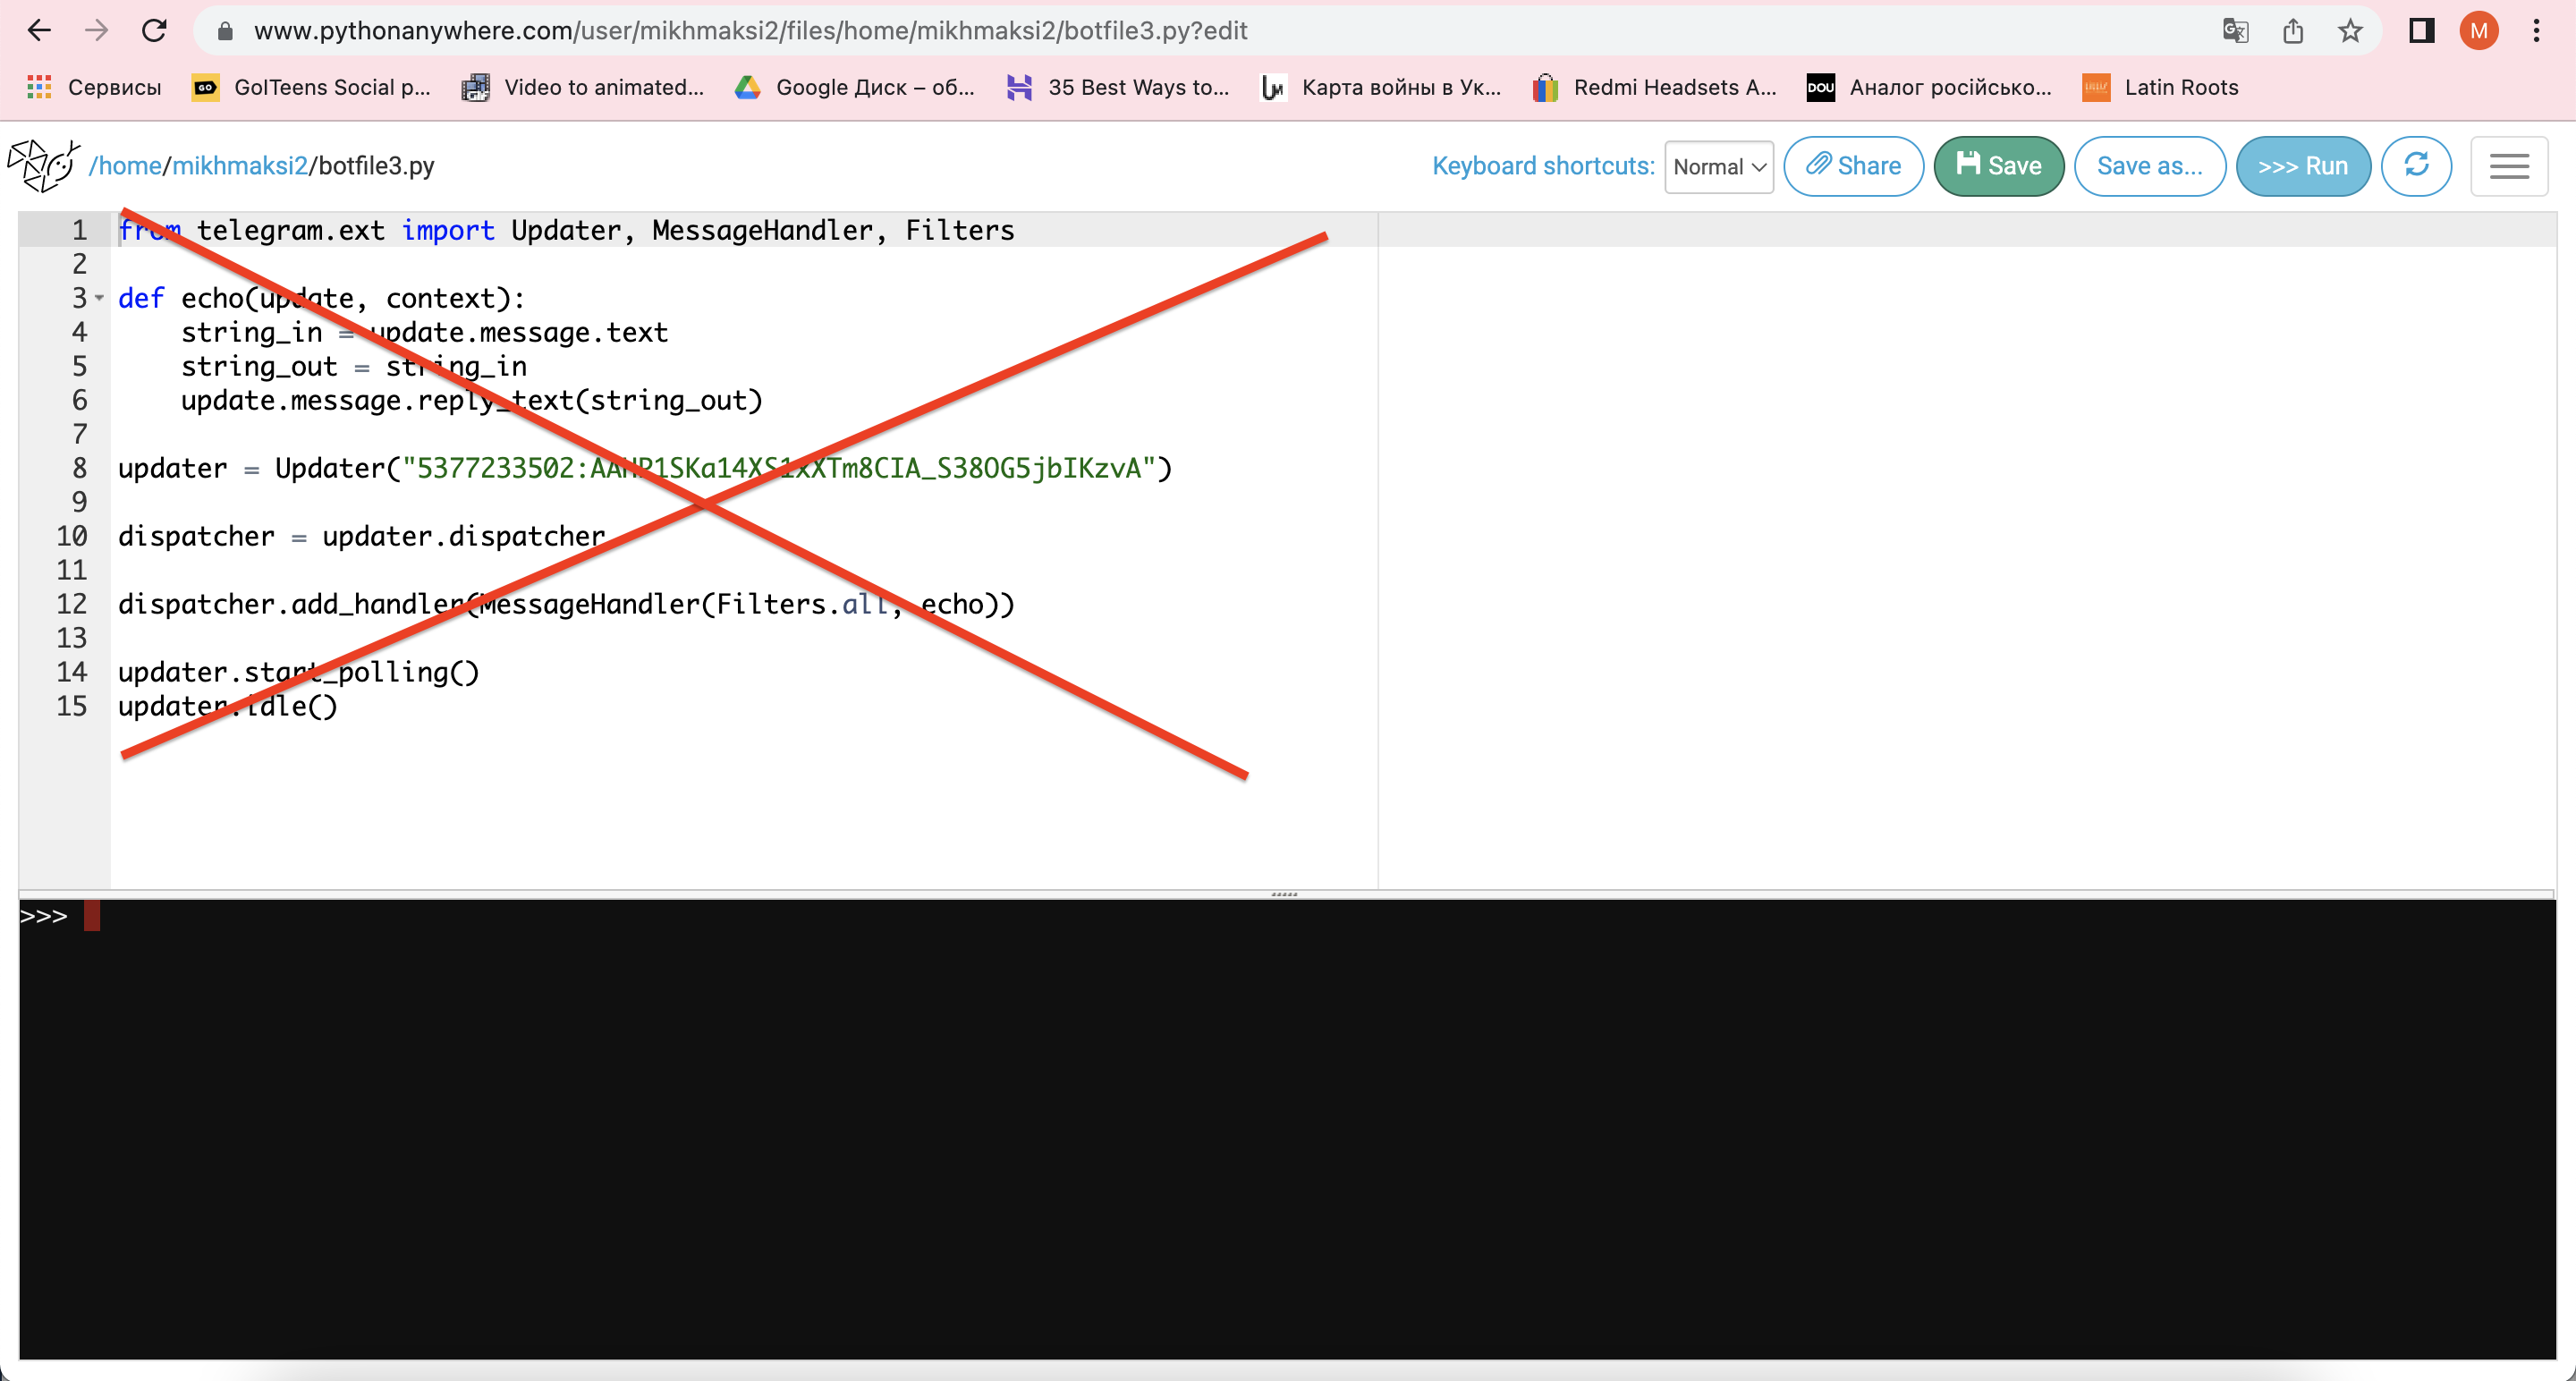 www.pythonanywhere.com/user/mikhmaksi2/files/home/mikhmaksi2/botfile3.py?edit
M
Сервисы
GO GoITeens Social p...
Video to animated...
Google Диск – об...
35 Best Ways to...
Карта войны в Ук...
Redmi Headsets A...
DOU Аналог російсько...
Latin Roots
/home/mikhmaksi2/botfile3.py
Keyboard shortcuts: Normal
Share
Save
Save as...
>>> Run
1 from telegram.ext import Updater, MessageHandler, Filters
2
3 def echo(update, context):
4 string_in = update.message.text
5 string_out = string_in
6 update.message.reply_text(string_out)
7
8 updater = Updater(
9
10 dispatcher = updater.dispatcher
11
12 dispatcher.add_handler(MessageHandler(Filters.all, echo))
13
14 updater.start_polling()
15 updater.idle()
>>>